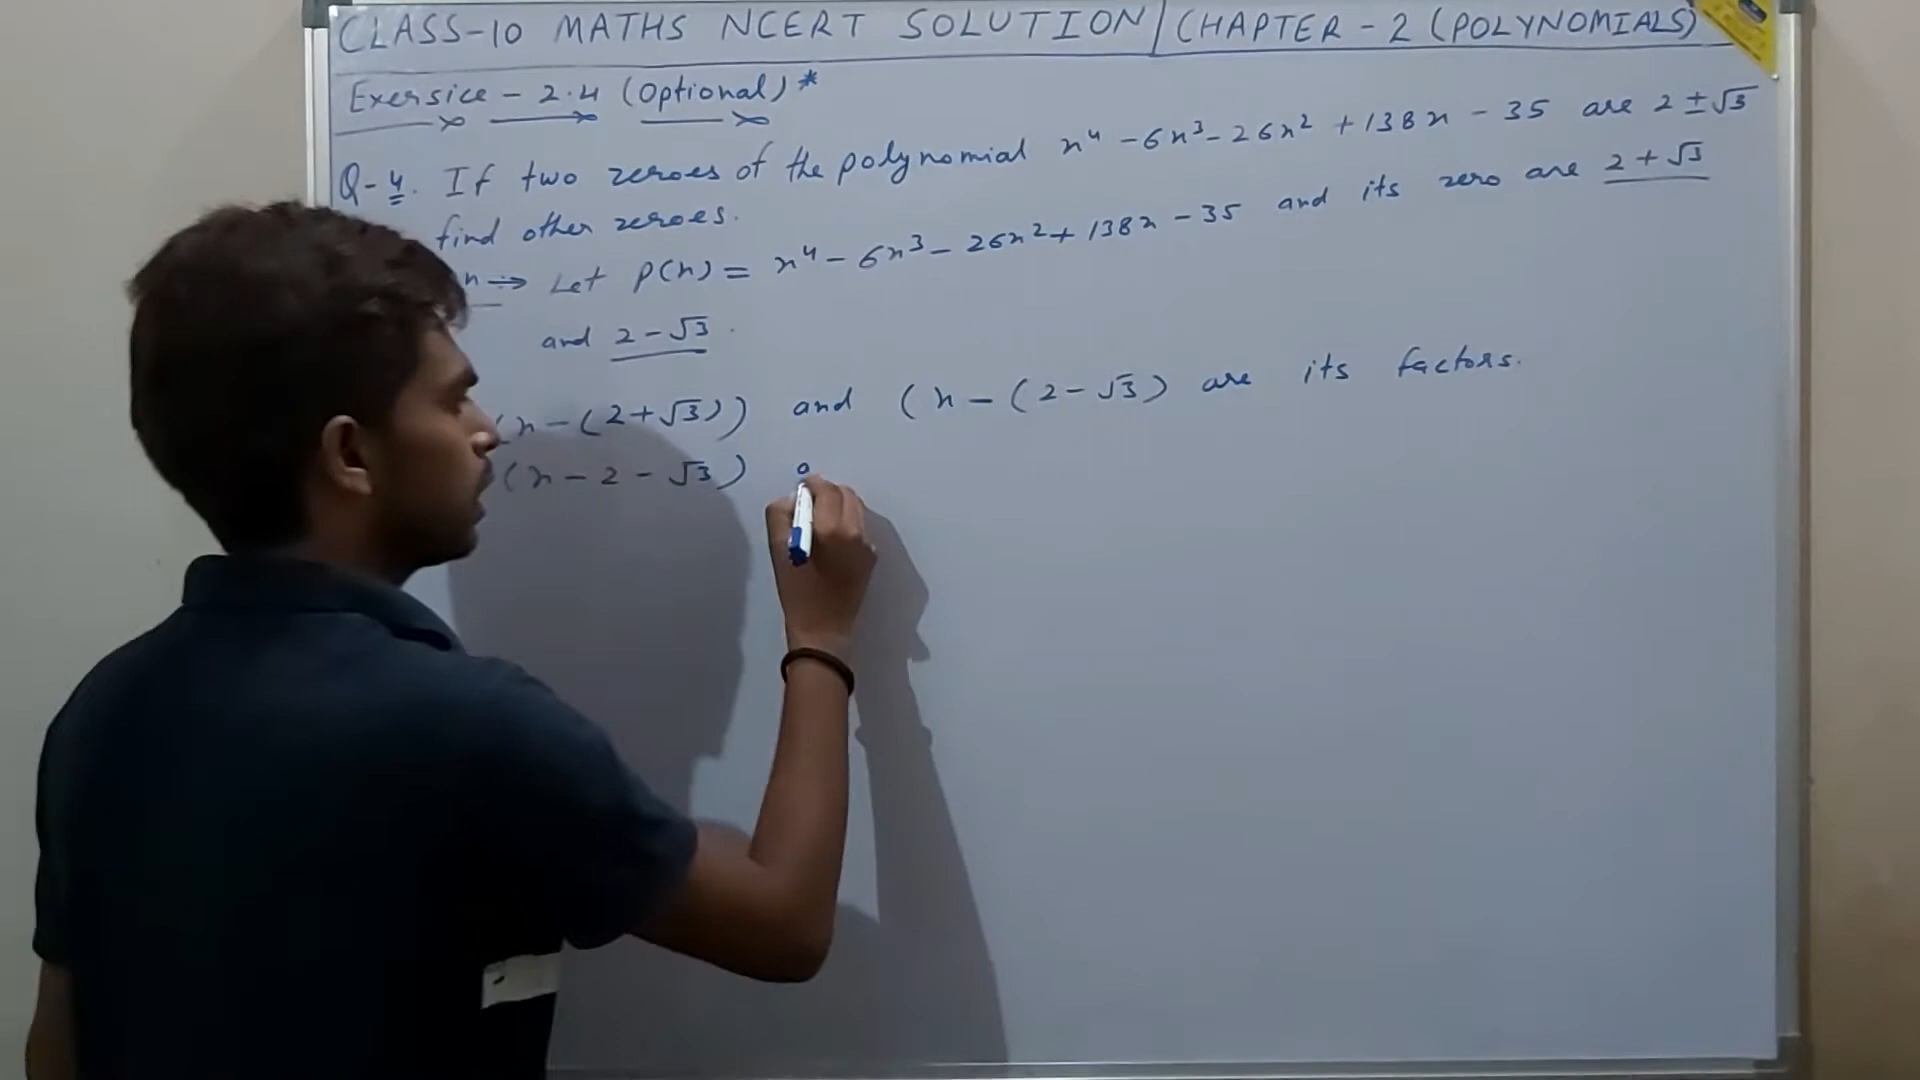 CLASS-10 MATHS NCERT SOLUTION | CHAPTER - 2 (POLYNOMIALS)
Exersice - 2.4 (Optional)*
Q-4. If two zeroes of the polynomial x⁴ - 6x³ - 26x² + 138x - 35 are 2 ± √3
find other zeroes.
n → Let p(x) = x⁴ - 6x³ - 26x² + 138x - 35 and its zero are 2 + √3
and 2 - √3.
(x - (2 + √3)) and (x - (2 - √3) are its factors.
(x - 2 - √3)